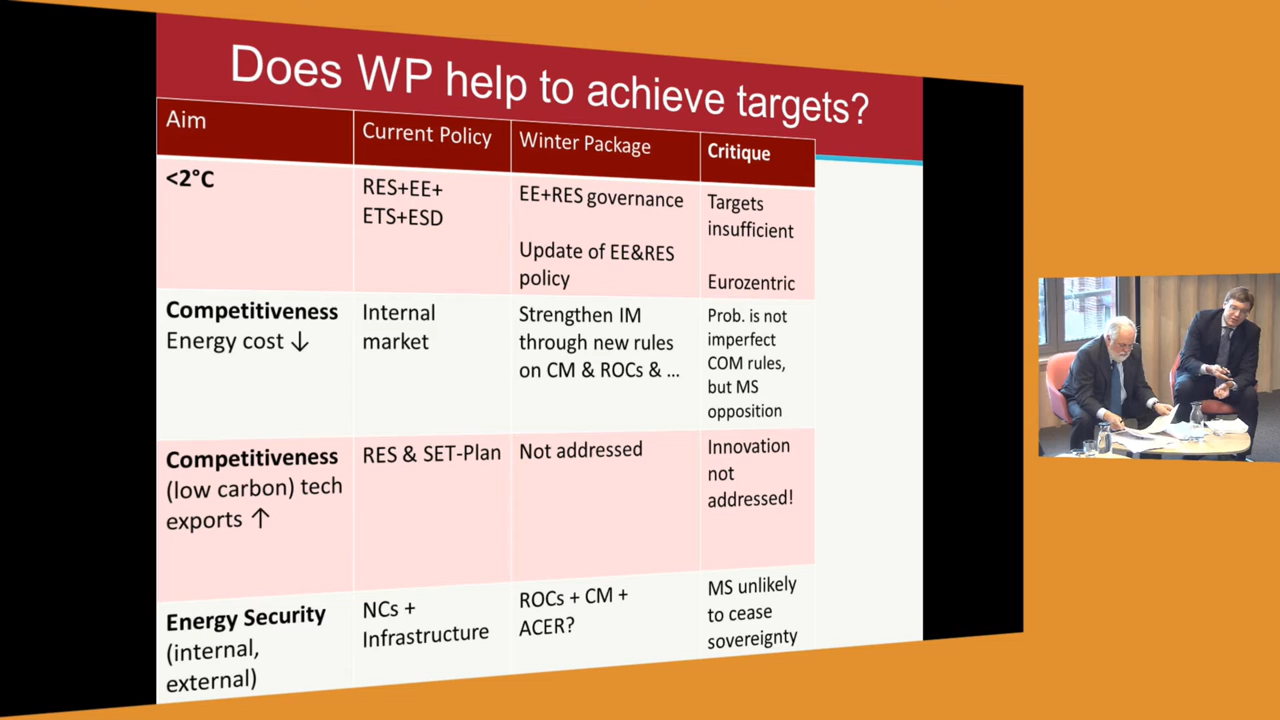 Does WP help to achieve targets?
Aim
Current Policy
Winter Package
Critique
<2°C
RES+EE+
ETS+ESD
EE+RES governance
Update of EE&RES
policy
Targets
insufficient
Eurozentric
Competitiveness
Energy cost ↓
Internal
market
Strengthen IM
through new rules
on CM & ROCs & ...
Prob. is not
imperfect
COM rules,
but MS
opposition
Competitiveness
(low carbon) tech
exports ↑
RES & SET-Plan
Not addressed
Innovation
not
addressed!
Energy Security
(internal,
external)
NCs +
Infrastructure
ROCs + CM +
ACER?
MS unlikely
to cease
sovereignty